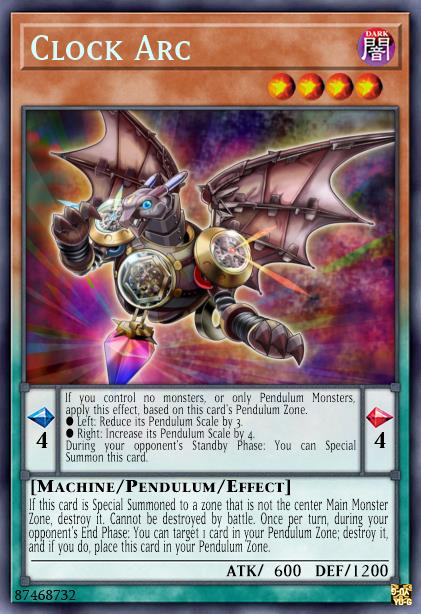 Clock Arc
DARK
闇
If you control no monsters, or only Pendulum Monsters,
apply this effect, based on this card's Pendulum Zone.
● Left: Reduce its Pendulum Scale by 3.
● Right: Increase its Pendulum Scale by 4.
During your opponent's Standby Phase: You can Special
Summon this card.
4
4
[Machine/Pendulum/Effect]
If this card is Special Summoned to a zone that is not the center Main Monster
Zone, destroy it. Cannot be destroyed by battle. Once per turn, during your
opponent's End Phase: You can target 1 card in your Pendulum Zone; destroy it,
and if you do, place this card in your Pendulum Zone.
ATK/ 600 DEF/1200
87468732